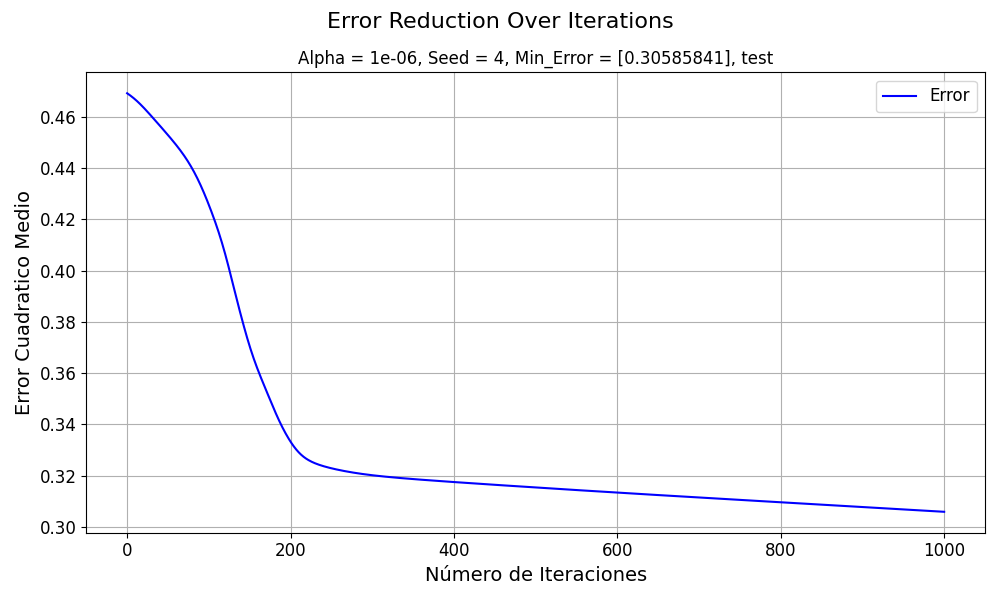 Error Reduction Over Iterations
Alpha = 1e-06, Seed = 4, Min_Error = [0.30585841], test
Error
Error Cuadratico Medio
0.46
0.44
0.42
0.40
0.38
0.36
0.34
0.32
0.30
0 200 400 600 800 1000
Número de Iteraciones